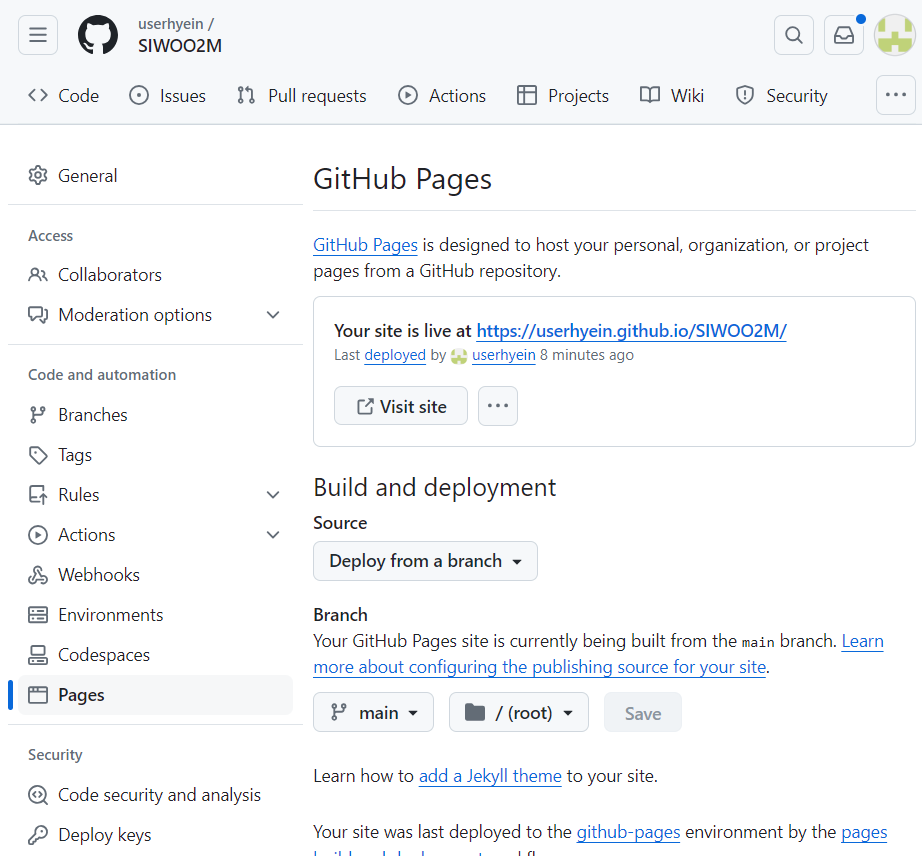 userhyein /
SIWOO2M
Code
Issues
Pull requests
Actions
Projects
Wiki
Security
General
Access
Collaborators
Moderation options
Code and automation
Branches
Tags
Rules
Actions
Webhooks
Environments
Codespaces
Pages
Security
Code security and analysis
Deploy keys
GitHub Pages
GitHub Pages is designed to host your personal, organization, or project
pages from a GitHub repository.
Your site is live at https://userhyein.github.io/SIWOO2M/
Last deployed by userhyein 8 minutes ago
Visit site
Build and deployment
Source
Deploy from a branch
Branch
Your GitHub Pages site is currently being built from the main branch. Learn
more about configuring the publishing source for your site.
main
/ (root)
Save
Learn how to add a Jekyll theme to your site.
Your site was last deployed to the github-pages environment by the pages